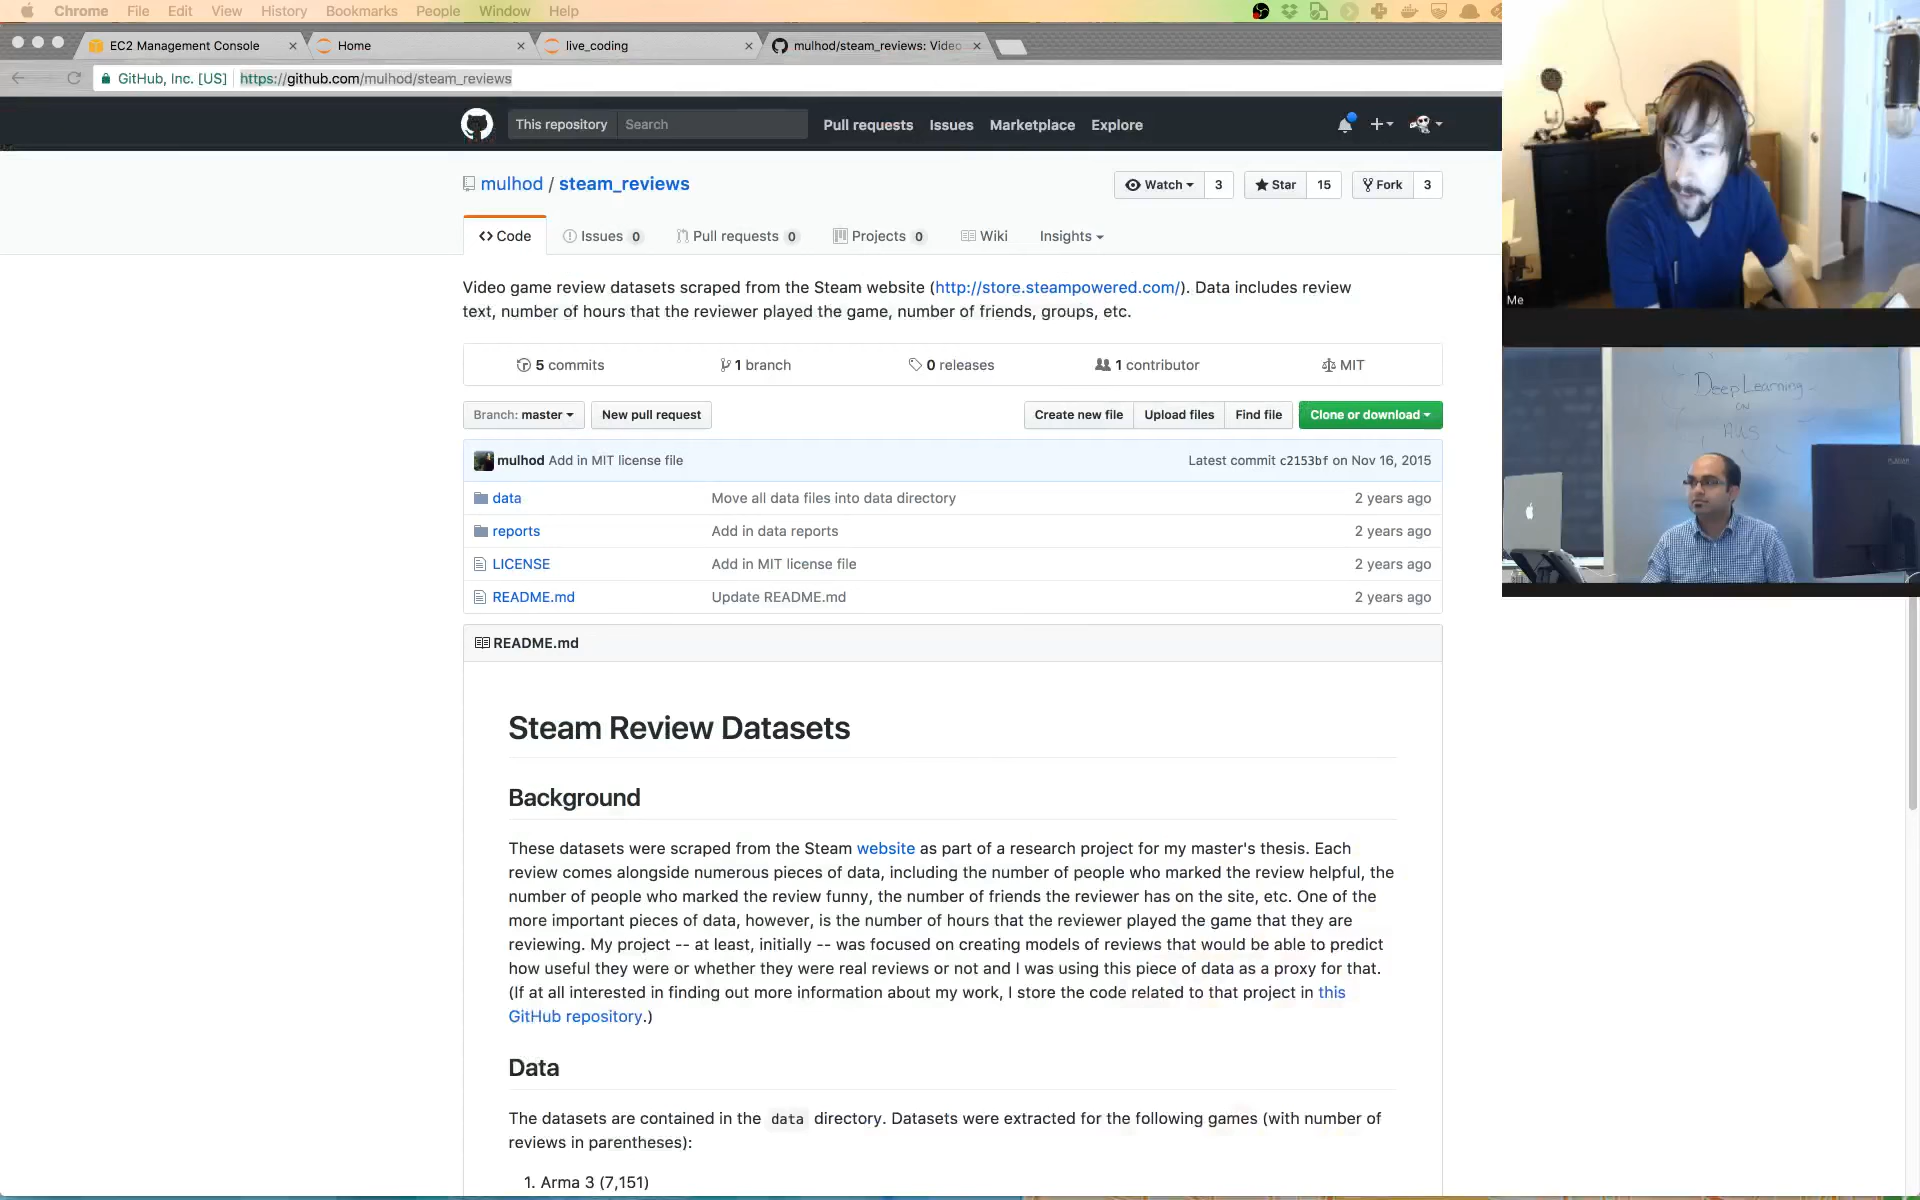 Chrome File Edit View History Bookmarks People Window Help
EC2 Management Console
Home
live_coding
mulhod/steam_reviews: Video
GitHub, Inc. [US] https://github.com/mulhod/steam_reviews
This repository Search Pull requests Issues Marketplace Explore
mulhod / steam_reviews
Watch 3 Star 15 Fork 3
Code Issues 0 Pull requests 0 Projects 0 Wiki Insights
Video game review datasets scraped from the Steam website (http://store.steampowered.com/). Data includes review
text, number of hours that the reviewer played the game, number of friends, groups, etc.
5 commits 1 branch 0 releases 1 contributor MIT
Branch: master New pull request Create new file Upload files Find file Clone or download
mulhod Add in MIT license file Latest commit c2153bf on Nov 16, 2015
data Move all data files into data directory 2 years ago
reports Add in data reports 2 years ago
LICENSE Add in MIT license file 2 years ago
README.md Update README.md 2 years ago
README.md
Steam Review Datasets
Background
These datasets were scraped from the Steam website as part of a research project for my master's thesis. Each
review comes alongside numerous pieces of data, including the number of people who marked the review helpful, the
number of people who marked the review funny, the number of friends the reviewer has on the site, etc. One of the
more important pieces of data, however, is the number of hours that the reviewer played the game that they are
reviewing. My project -- at least, initially -- was focused on creating models of reviews that would be able to predict
how useful they were or whether they were real reviews or not and I was using this piece of data as a proxy for that.
(If at all interested in finding out more information about my work, I store the code related to that project in this
GitHub repository.)
Data
The datasets are contained in the data directory. Datasets were extracted for the following games (with number of
reviews in parentheses):
1. Arma 3 (7,151)
Me
Deep Learning
on
AWS